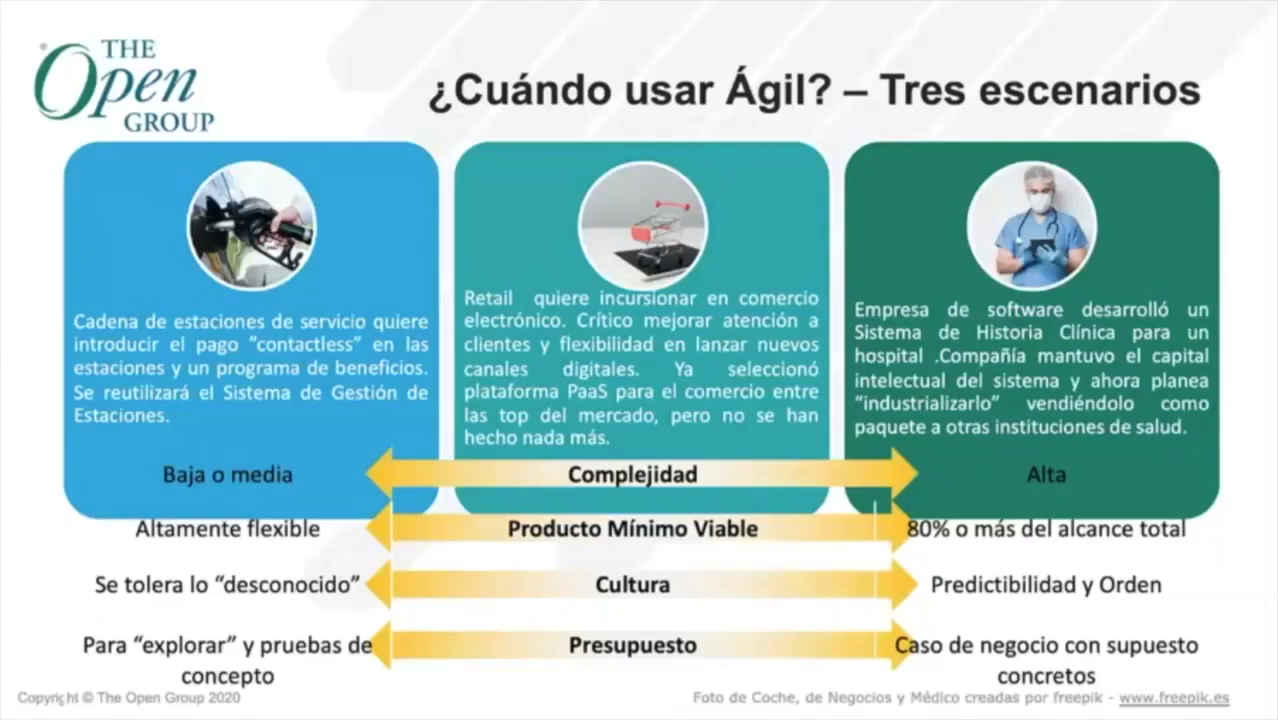 THE
Open
GROUP
¿Cuándo usar Ágil? – Tres escenarios
Cadena de estaciones de servicio quiere
introducir el pago "contactless" en las
estaciones y un programa de beneficios.
Se reutilizará el Sistema de Gestión de
Estaciones.
Retail quiere incursionar en comercio
electrónico. Crítico mejorar atención a
clientes y flexibilidad en lanzar nuevos
canales digitales. Ya seleccionó
plataforma PaaS para el comercio entre
las top del mercado, pero no se han
hecho nada más.
Empresa de software desarrolló un
Sistema de Historia Clínica para un
hospital .Compañía mantuvo el capital
intelectual del sistema y ahora planea
“industrializarlo” vendiéndolo como
paquete a otras instituciones de salud.
Baja o media
Complejidad
Alta
Altamente flexible
Producto Mínimo Viable
80% o más del alcance total
Se tolera lo “desconocido”
Cultura
Predictibilidad y Orden
Para “explorar” y pruebas de
concepto
Presupuesto
Caso de negocio con supuesto
concretos
Copyright © The Open Group 2020
Foto de Coche, de Negocios y Médico creadas por freepik - www.freepik.es